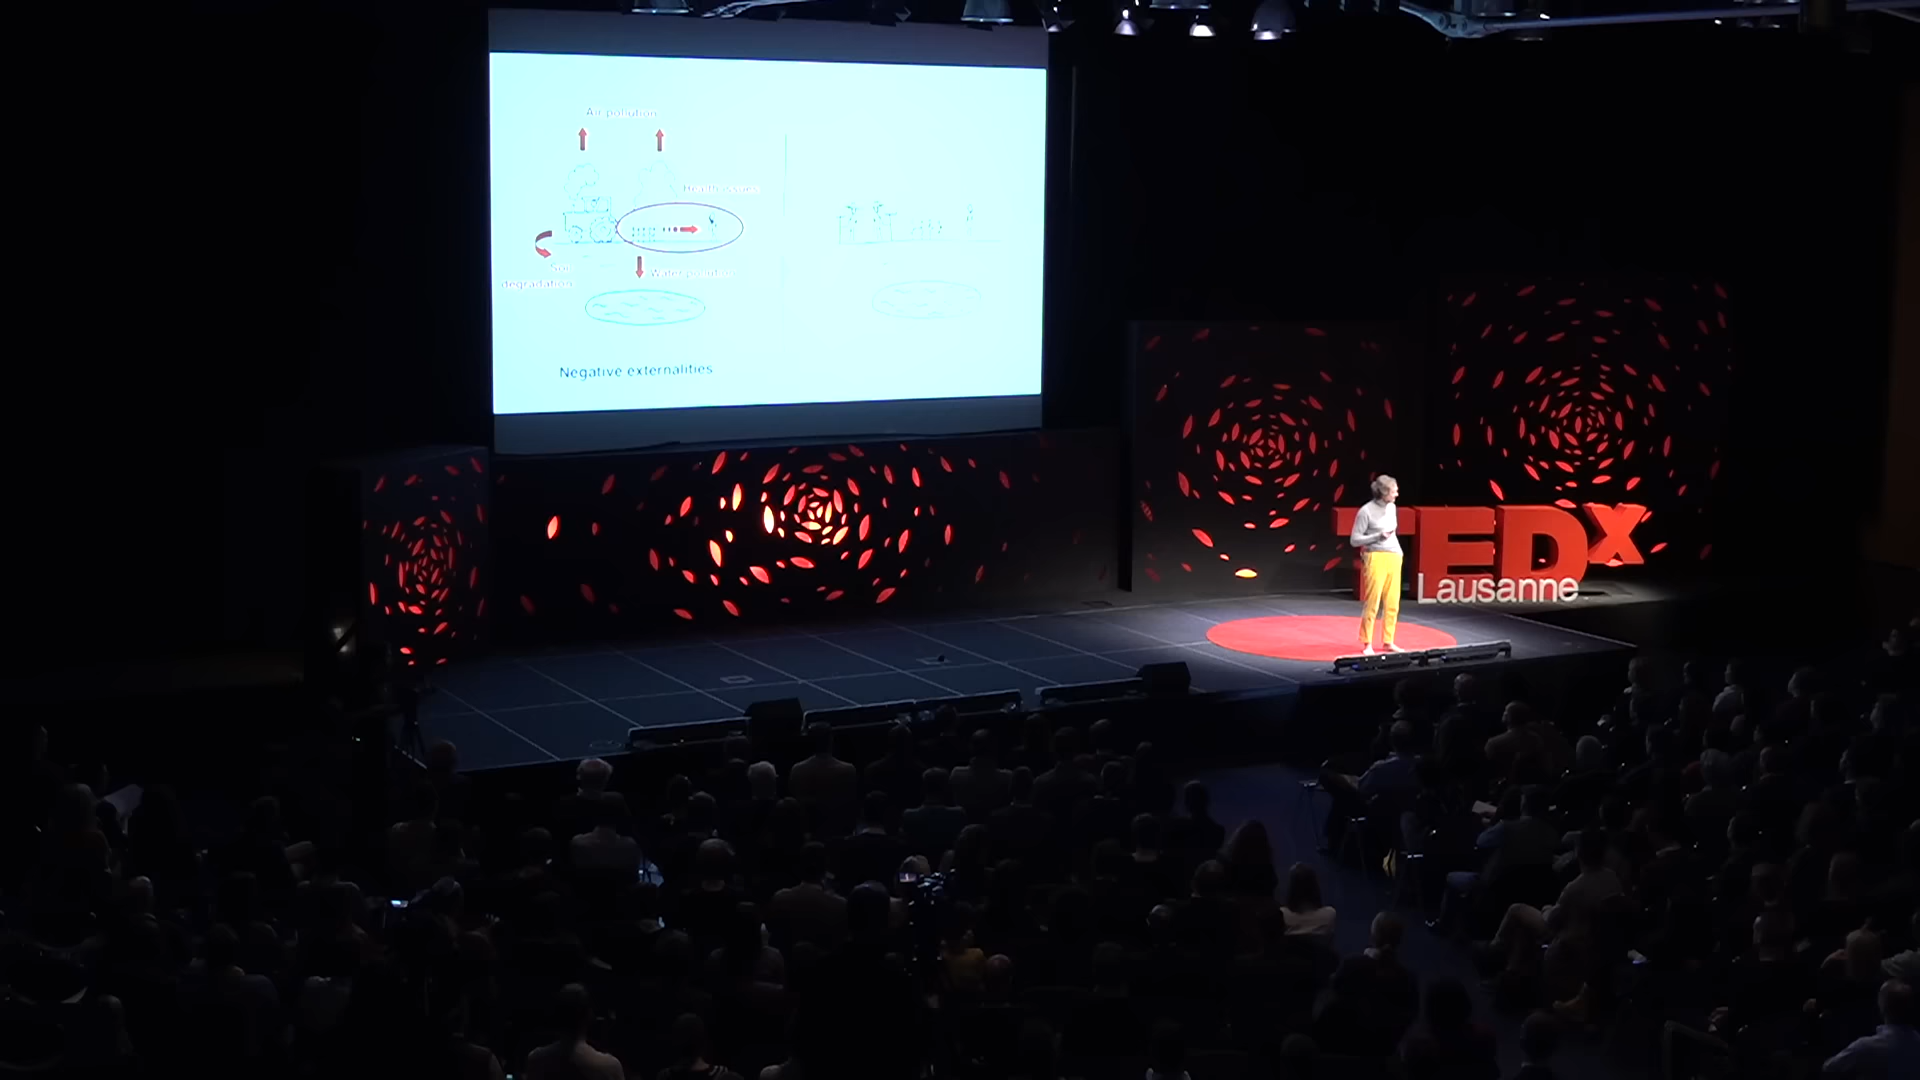 Air pollution
Health issues
Soil
degradation
Water pollution
Negative externalities
TEDx
Lausanne